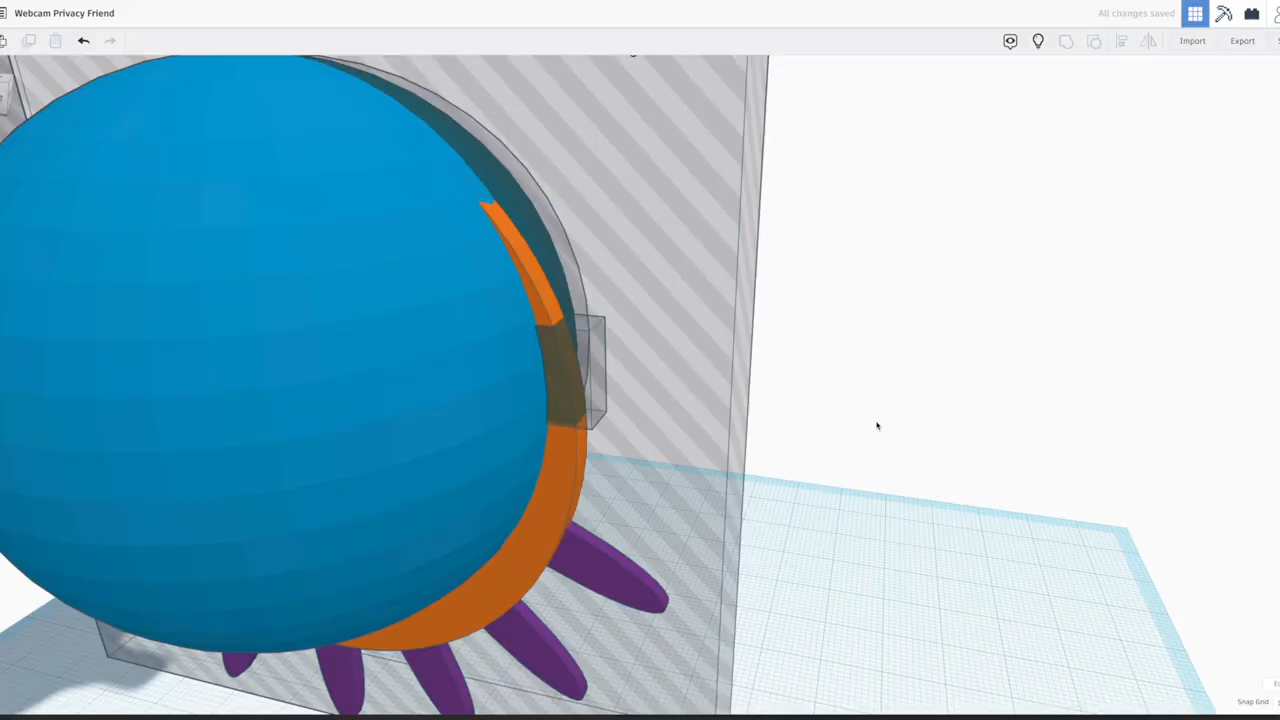 Webcam Privacy Friend
All changes saved
Import
Export
Snap Grid